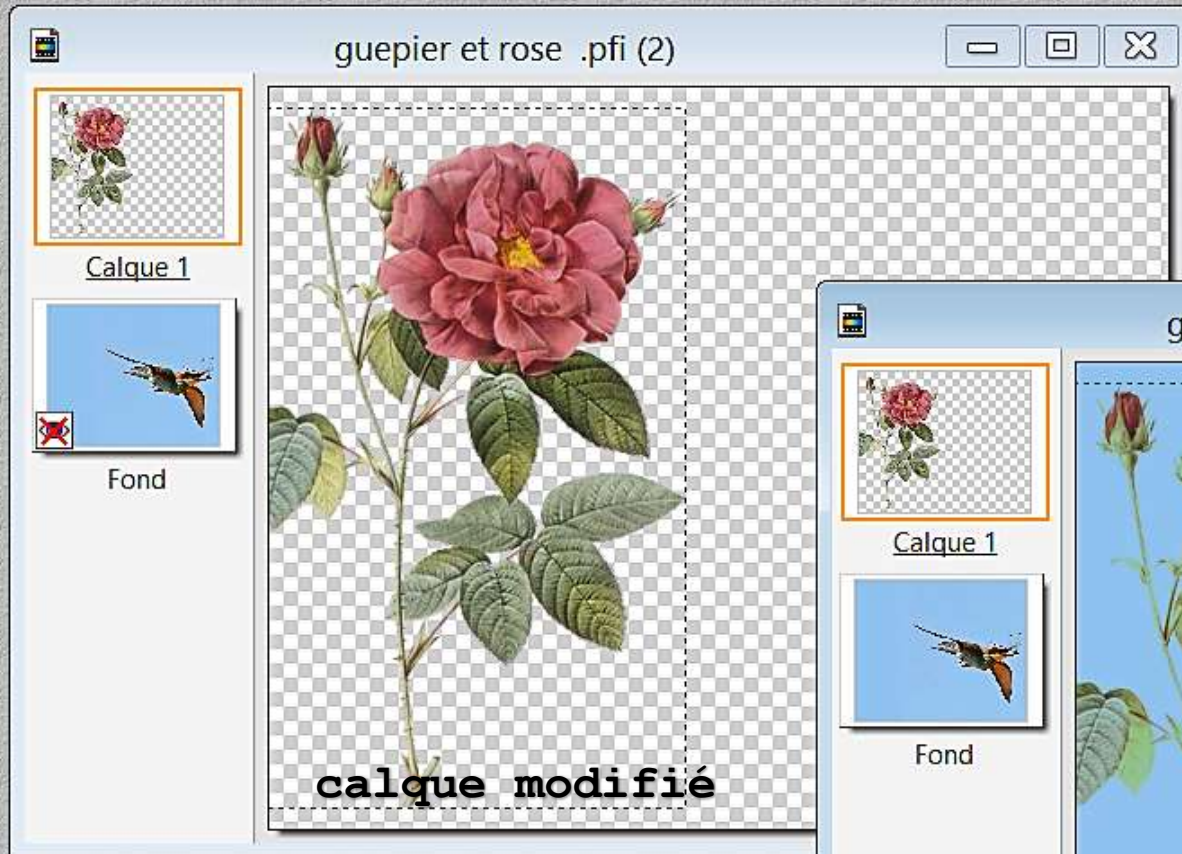 guepier et rose .pfi (2)
Calque 1
Fond
calque modifié
g
Calque 1
Fond